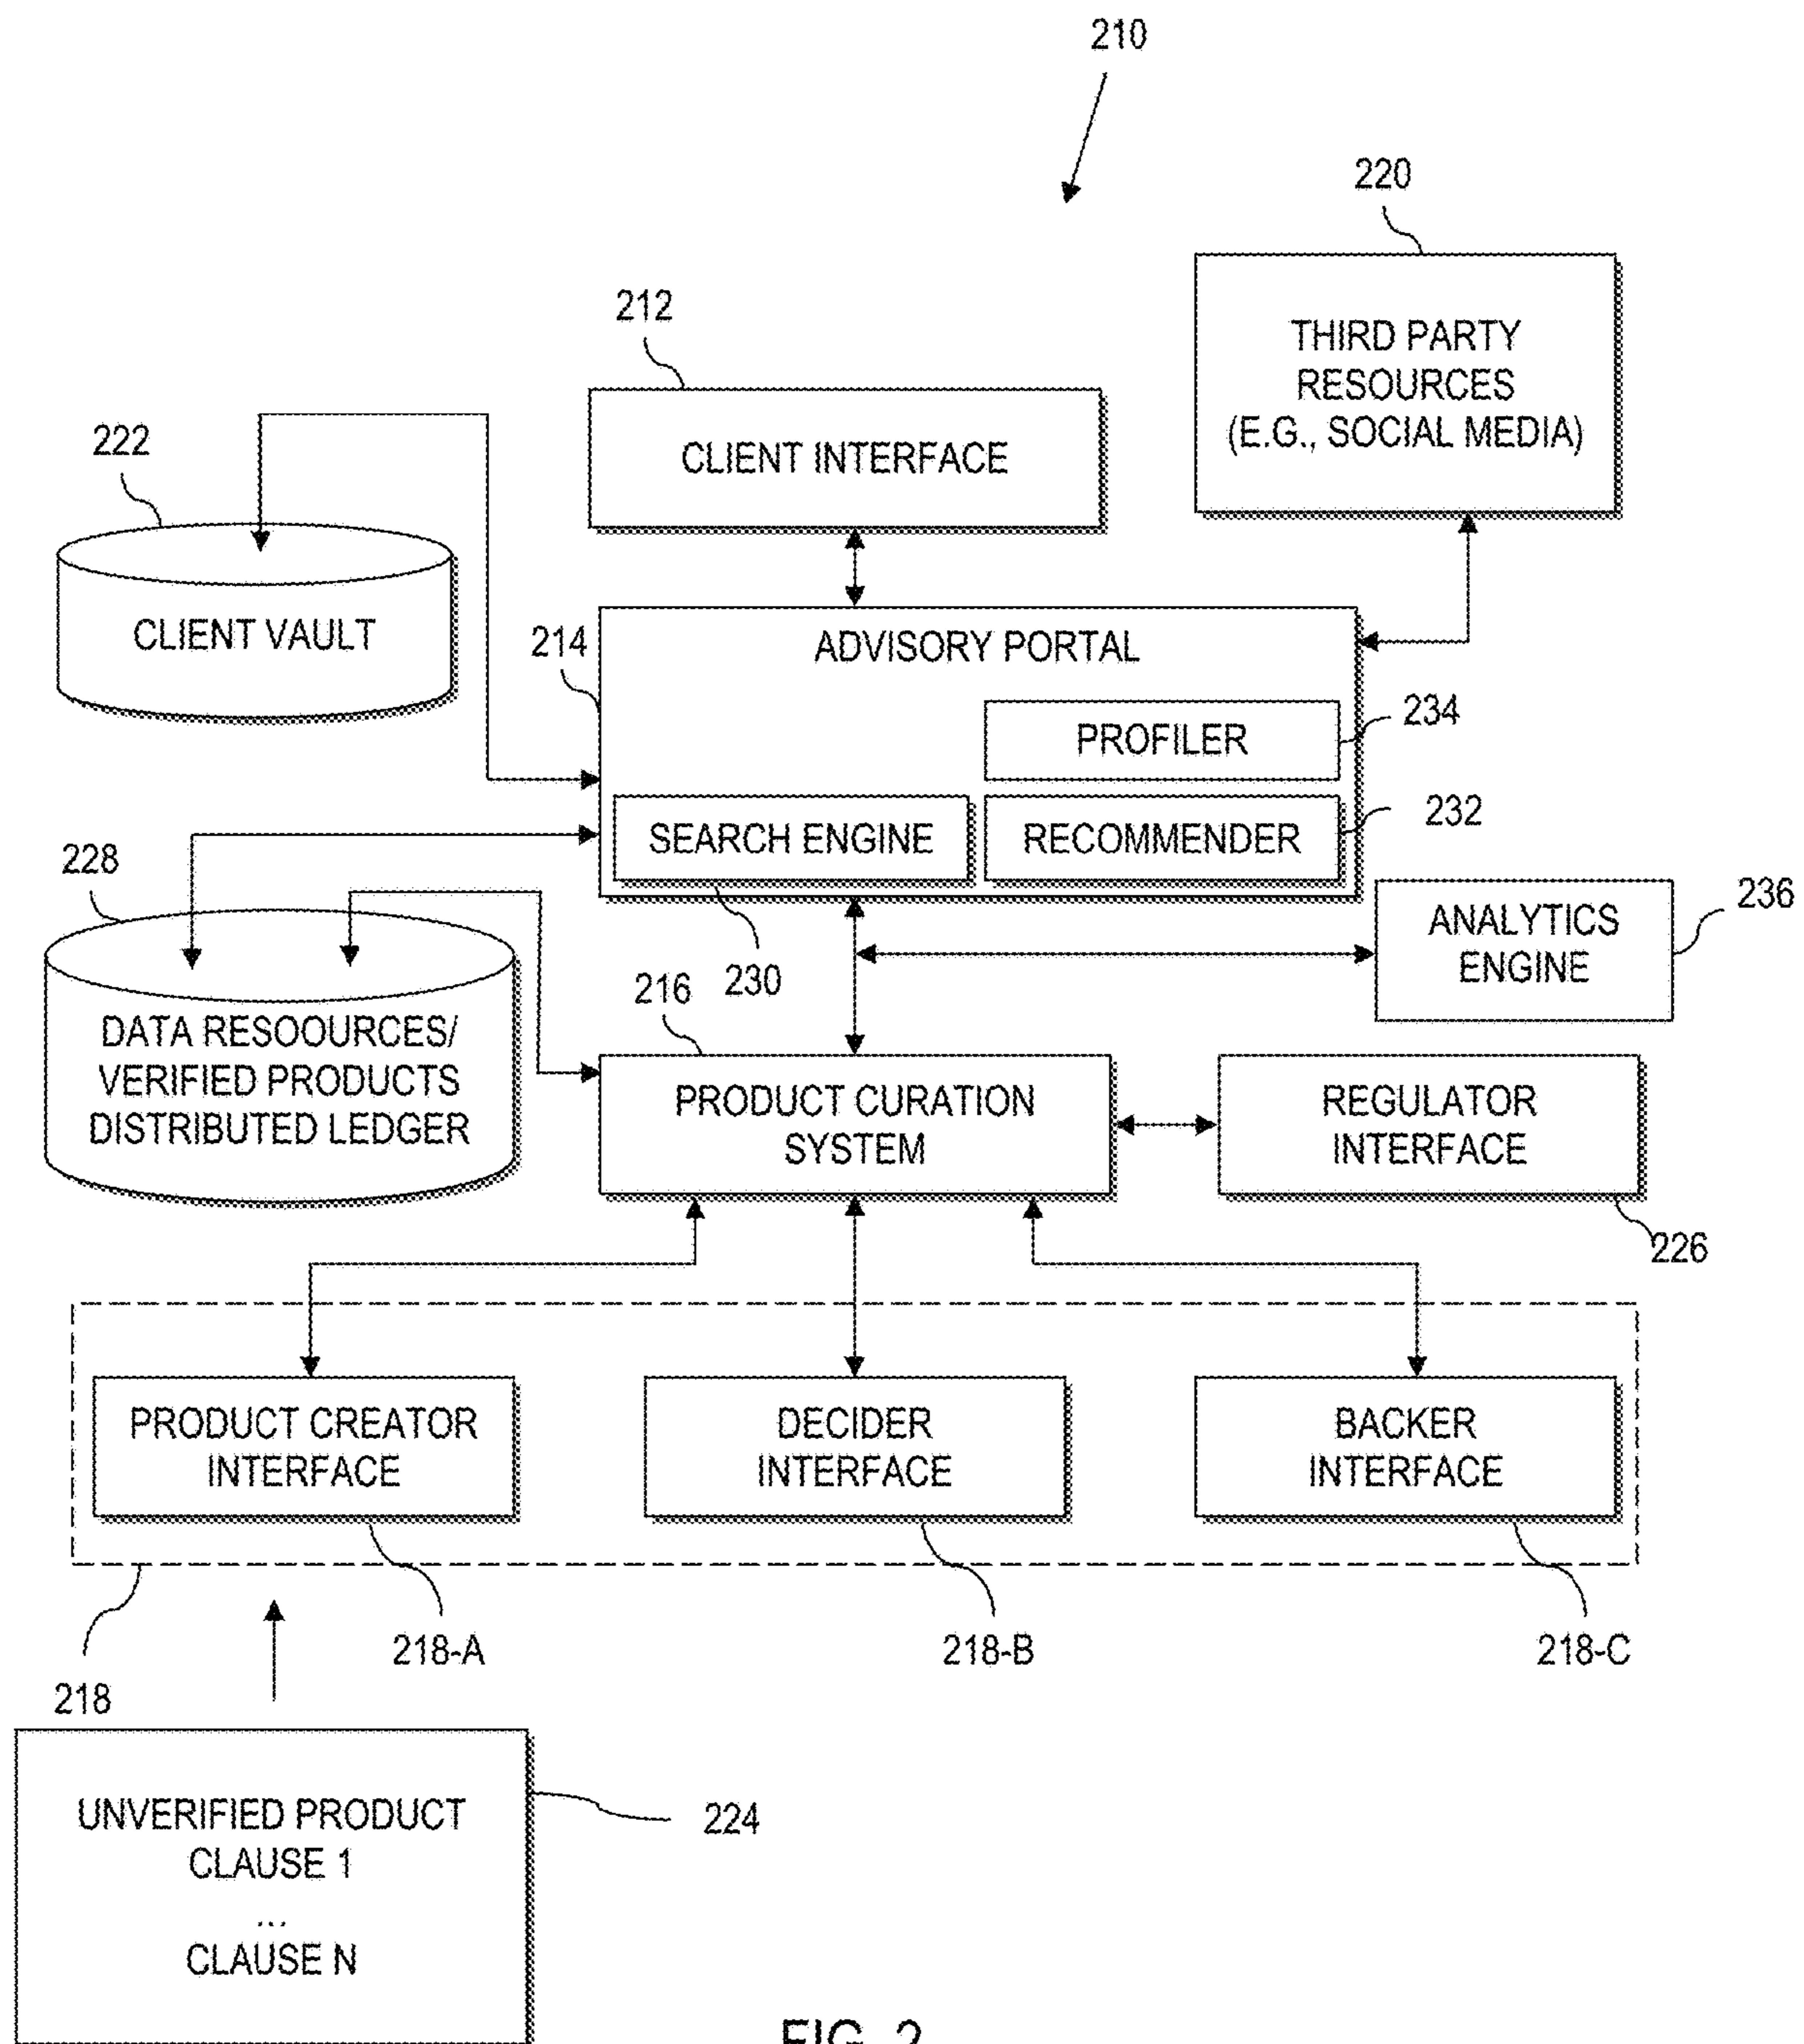 210
220
THIRD PARTY
RESOURCES
(E.G., SOCIAL MEDIA)
212
CLIENT INTERFACE
222
CLIENT VAULT
214
ADVISORY PORTAL
234
PROFILER
SEARCH ENGINE
RECOMMENDER
232
228
230
ANALYTICS
ENGINE
236
DATA RESOOURCES/
VERIFIED PRODUCTS
DISTRIBUTED LEDGER
216
PRODUCT CURATION
SYSTEM
REGULATOR
INTERFACE
226
PRODUCT CREATOR
INTERFACE
DECIDER
INTERFACE
BACKER
INTERFACE
218-A
218-B
218-C
218
UNVERIFIED PRODUCT
CLAUSE 1
...
CLAUSE N
224
FIG. 2